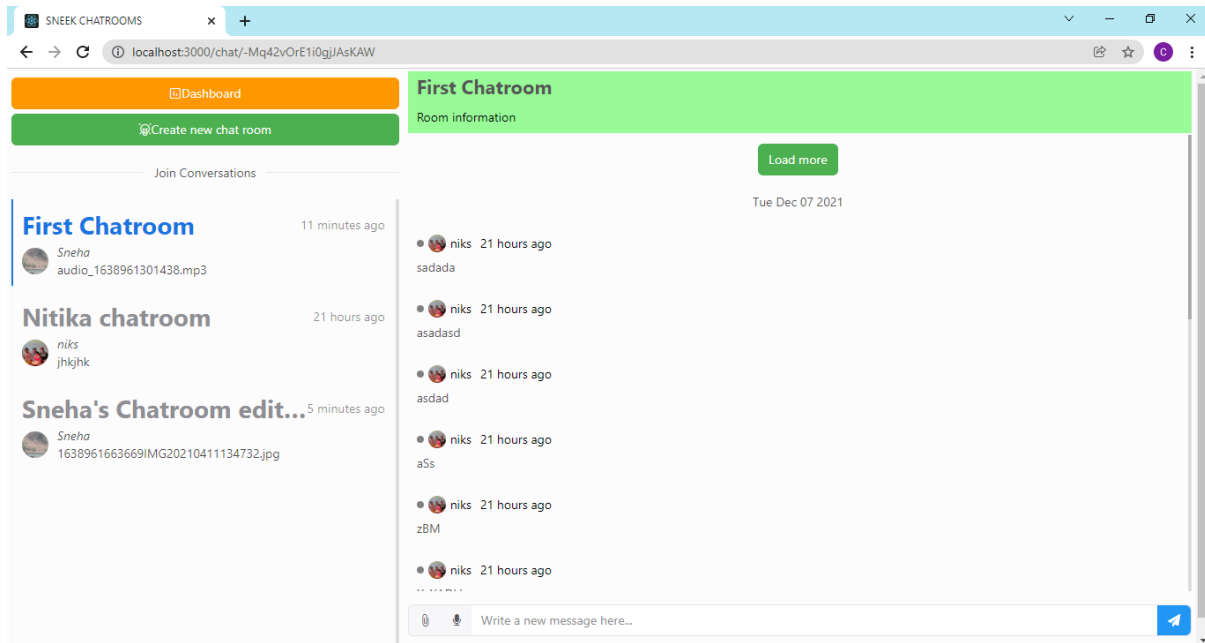 SNEEK CHATROOMS
localhost:3000/chat/-Mq42vOrE1i0gjJAsKAW
C
Dashboard
Create new chat room
Join Conversations
First Chatroom 11 minutes ago
Sneha
audio_1638961301438.mp3
Nitika chatroom 21 hours ago
niks
jhkjhk
Sneha's Chatroom edit... 5 minutes ago
Sneha
1638961663669IMG20210411134732.jpg
First Chatroom
Room information
Load more
Tue Dec 07 2021
niks 21 hours ago
sadada
niks 21 hours ago
asadasd
niks 21 hours ago
asdad
niks 21 hours ago
aSs
niks 21 hours ago
zBM
niks 21 hours ago
Write a new message here...